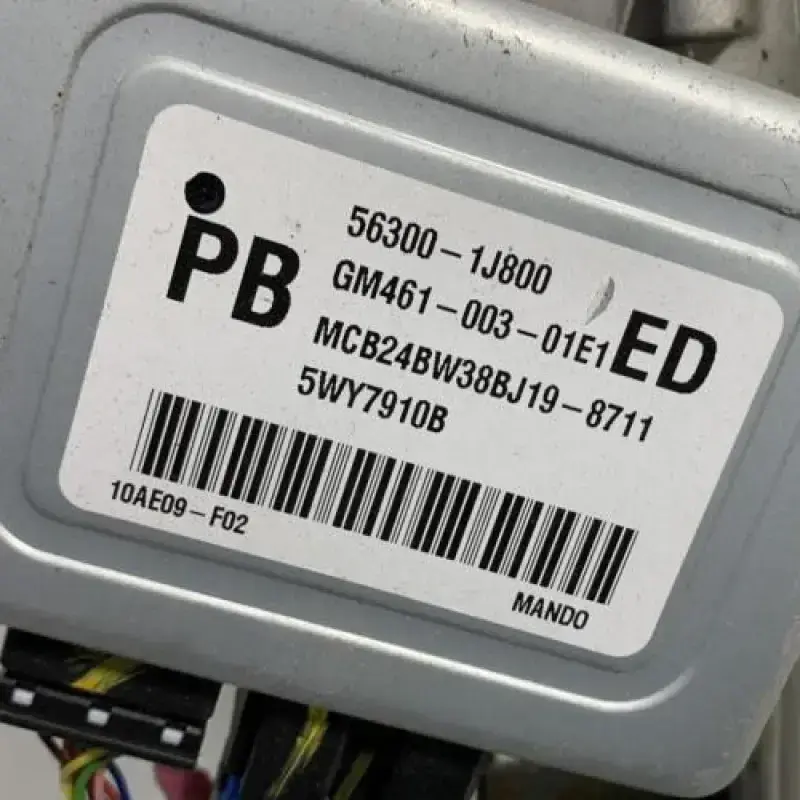 PB
56300-1J800
GM461-003-01E1
ED
MCB24BW38BJ19-8711
5WY7910B
10AE09-F02
MANDO